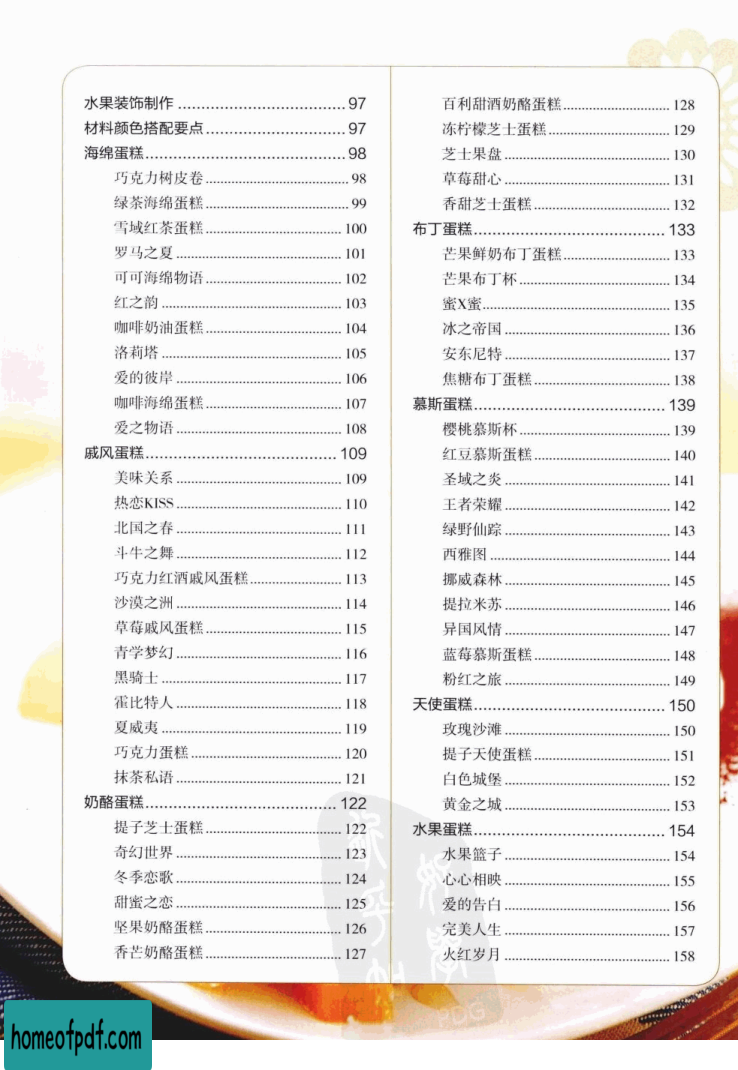 水果装饰制作 ................................ 97
材料颜色搭配要点 ................................ 97
海绵蛋糕 ................................ 98
巧克力树皮卷 ................................ 98
绿茶海绵蛋糕 ................................ 99
雪域红茶蛋糕 ................................ 100
罗马之夏 ................................ 101
可可海绵物语 ................................ 102
红之韵 ................................ 103
咖啡奶油蛋糕 ................................ 104
洛莉塔 ................................ 105
爱的彼岸 ................................ 106
咖啡海绵蛋糕 ................................ 107
爱之物语 ................................ 108
戚风蛋糕 ................................ 109
美味关系 ................................ 109
热恋KISS ................................ 110
北国之春 ................................ 111
斗牛之舞 ................................ 112
巧克力红酒戚风蛋糕 ................................ 113
沙漠之洲 ................................ 114
草莓戚风蛋糕 ................................ 115
青学梦幻 ................................ 116
黑骑士 ................................ 117
霍比特人 ................................ 118
夏威夷 ................................ 119
巧克力蛋糕 ................................ 120
抹茶私语 ................................ 121
奶酪蛋糕 ................................ 122
提子芝士蛋糕 ................................ 122
奇幻世界 ................................ 123
冬季恋歌 ................................ 124
甜蜜之恋 ................................ 125
坚果奶酪蛋糕 ................................ 126
香芒奶酪蛋糕 ................................ 127
百利甜酒奶酪蛋糕 ................................ 128
冻柠檬芝士蛋糕 ................................ 129
芝士果盘 ................................ 130
草莓甜心 ................................ 131
香甜芝士蛋糕 ................................ 132
布丁蛋糕 ................................ 133
芒果鲜奶布丁蛋糕 ................................ 133
芒果布丁杯 ................................ 134
蜜X蜜 ................................ 135
冰之帝国 ................................ 136
安东尼特 ................................ 137
焦糖布丁蛋糕 ................................ 138
慕斯蛋糕 ................................ 139
樱桃慕斯杯 ................................ 139
红豆慕斯蛋糕 ................................ 140
圣域之炎 ................................ 141
王者荣耀 ................................ 142
绿野仙踪 ................................ 143
西雅图 ................................ 144
挪威森林 ................................ 145
提拉米苏 ................................ 146
异国风情 ................................ 147
蓝莓慕斯蛋糕 ................................ 148
粉红之旅 ................................ 149
天使蛋糕 ................................ 150
玫瑰沙滩 ................................ 150
提子天使蛋糕 ................................ 151
白色城堡 ................................ 152
黄金之城 ................................ 153
水果蛋糕 ................................ 154
水果篮子 ................................ 154
心心相映 ................................ 155
爱的告白 ................................ 156
完美人生 ................................ 157
火红岁月 ................................ 158
PDG
homeofpdf.com